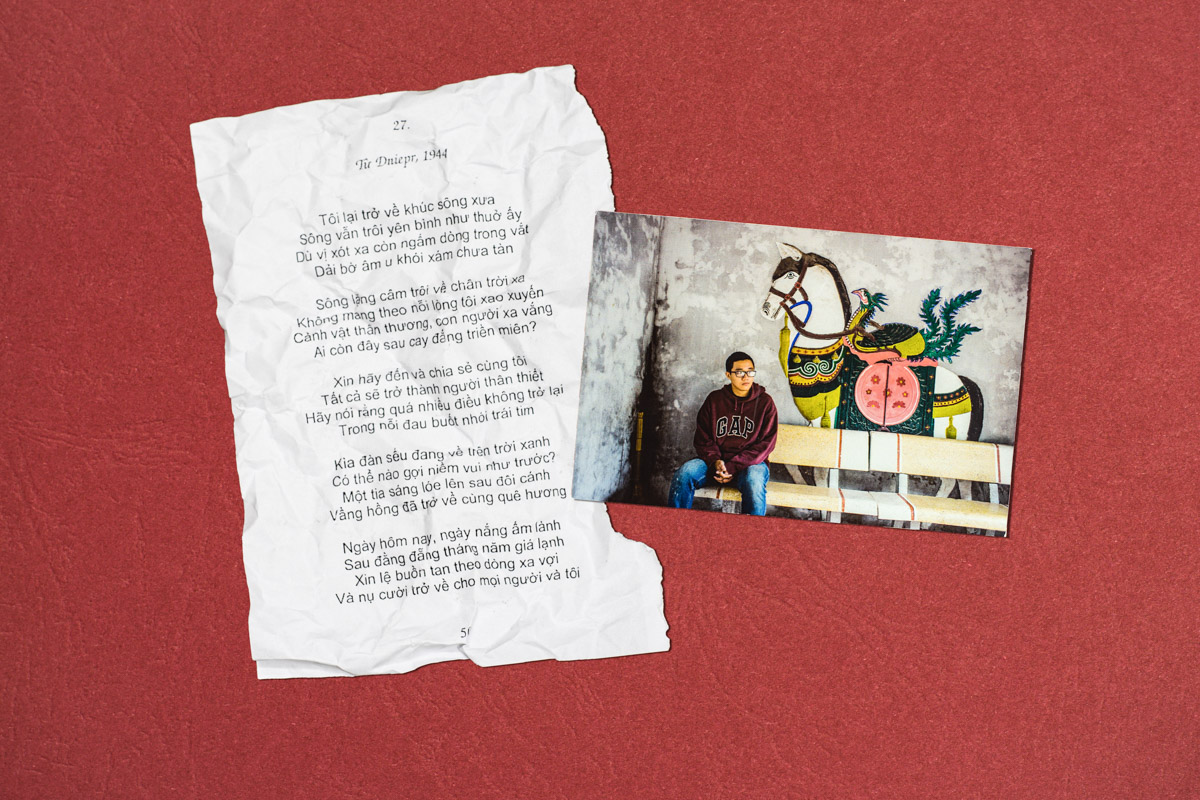 27.
Từ Dniepr, 1944
Tôi lại trở về khúc sông xưa
Sông vẫn trôi yên bình như thuở ấy
Dù vị xót xa còn ngấm dòng trong vắt
Dải bờ âm u khói xám chưa tàn
Sông lặng câm trôi về chân trời xa
Không mang theo nỗi lòng tôi xao xuyến
Cảnh vật thân thương, con người xa vắng
Ai còn đây sau cay đắng triền miên?
Xin hãy đến và chia sẻ cùng tôi
Tất cả sẽ trở thành người thân thiết
Hãy nói rằng quá nhiều điều không trở lại
Trong nỗi đau buốt nhói trái tim
Kìa đàn sếu đang về trên trời xanh
Có thể nào gợi niềm vui như trước?
Một tia sáng lóe lên sau đôi cánh
Vầng hồng đã trở về cùng quê hương
Ngày hôm nay, ngày nắng ấm lành
Sau đằng đẵng tháng năm giá lạnh
Xin lệ buồn tan theo dòng xa vợi
Và nụ cười trở về cho mọi người và tôi
GAP